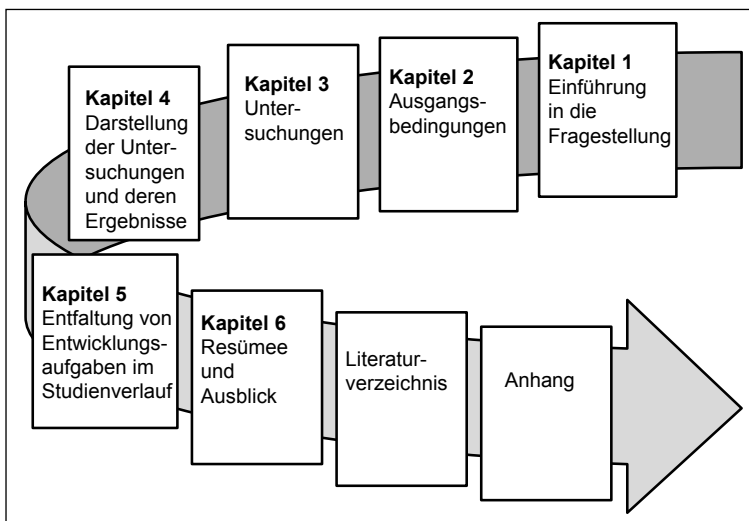 Kapitel 1
Einführung
in die
Fragestellung
Kapitel 2
Ausgangs-
bedingungen
Kapitel 3
Unter-
suchungen
Kapitel 4
Darstellung
der Unter-
suchungen
und deren
Ergebnisse
Kapitel 5
Entfaltung von
Entwicklungs-
aufgaben im
Studienverlauf
Kapitel 6
Resümee
und
Ausblick
Literatur-
verzeichnis
Anhang